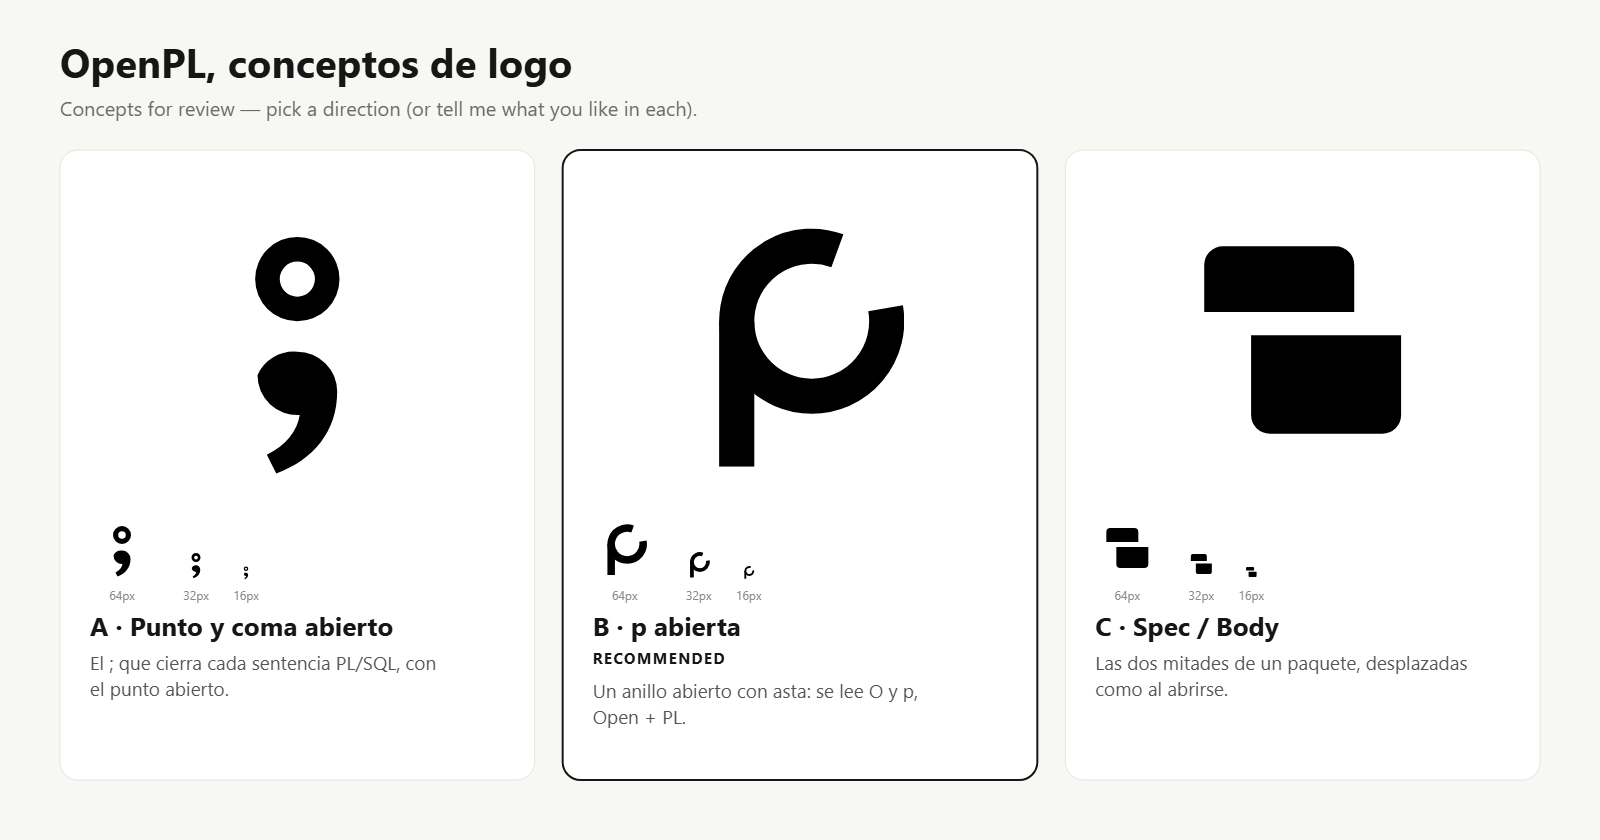 OpenPL, conceptos de logo
Concepts for review — pick a direction (or tell me what you like in each).
64px 32px 16px
A · Punto y coma abierto
El ; que cierra cada sentencia PL/SQL, con
el punto abierto.
64px 32px 16px
B · p abierta
RECOMMENDED
Un anillo abierto con asta: se lee O y p,
Open + PL.
64px 32px 16px
C · Spec / Body
Las dos mitades de un paquete, desplazadas
como al abrirse.